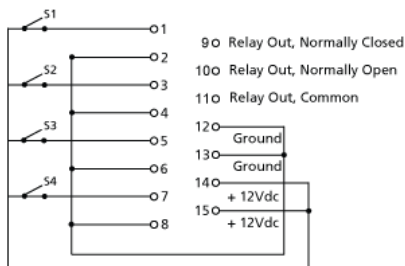 S1
1
2
S2
3
4
S3
5
6
S4
7
8
9 Relay Out, Normally Closed
10 Relay Out, Normally Open
11 Relay Out, Common
12
Ground
13
Ground
14
+ 12Vdc
15
+ 12Vdc